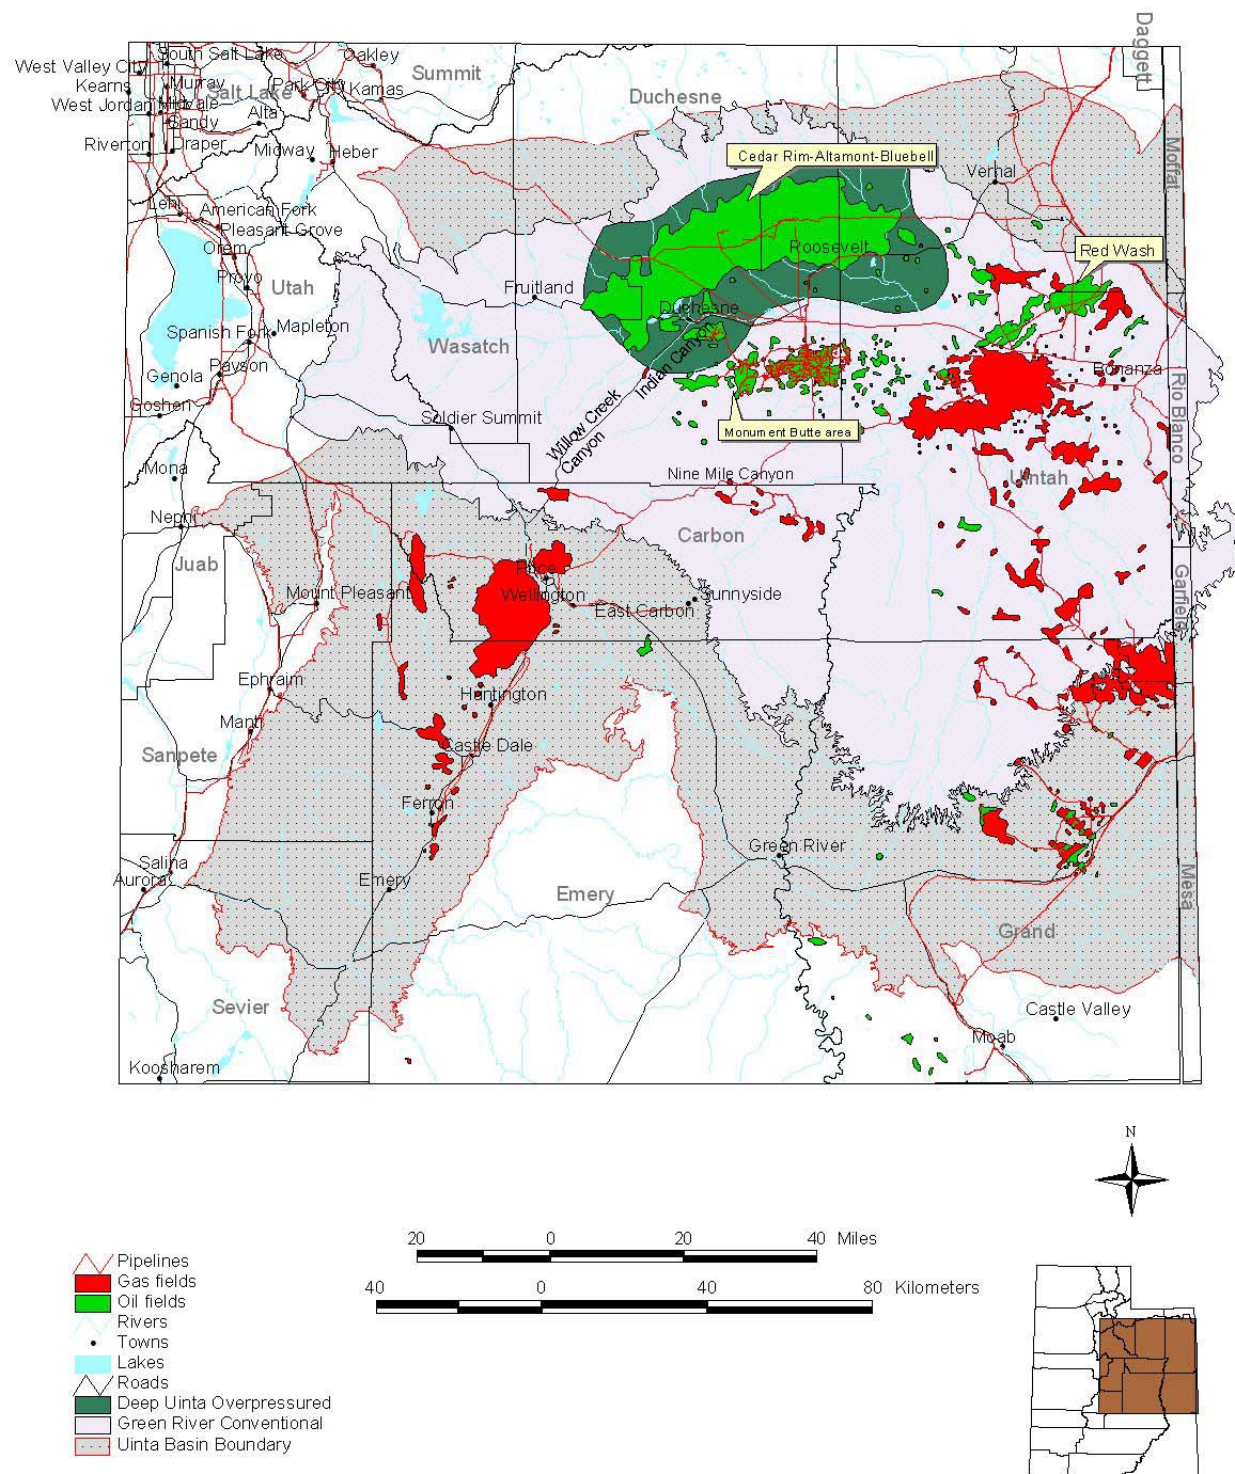 Daggett
South Salt Lake
Oakley
West Valley City
Summit
Kearns
Murray
Park City
Salt Lake
Kamas
Duchesne
West Jordan
Midvale
Alta
Sandy
Riverton
Draper
Midway
Heber
Cedar Rim-Altamont-Bluebell
Moffat
Vernal
Lehi
American Fork
Pleasant Grove
Orem
Roosevelt
Red Wash
Provo
Utah
Fruitland
Duchesne
Spanish Fork
Mapleton
Wasatch
Indian Canyon
Payson
Genola
Bonanza
Rio Blanco
Goshen
Soldier Summit
Willow Creek
Canyon
Monument Butte area
Mona
Nine Mile Canyon
Uintah
Nephi
Carbon
Juab
Price
Mount Pleasant
Wellington
East Carbon
Sunnyside
Garfield
Ephraim
Huntington
Manti
Castle Dale
Sanpete
Ferron
Green River
Salina
Aurora
Emery
Emery
Mesa
Grand
Sevier
Castle Valley
Moab
Koosharem
N
20 0 20 40 Miles
40 0 40 80 Kilometers
Pipelines
Gas fields
Oil fields
Rivers
Towns
Lakes
Roads
Deep Uinta Overpressured
Green River Conventional
Uinta Basin Boundary